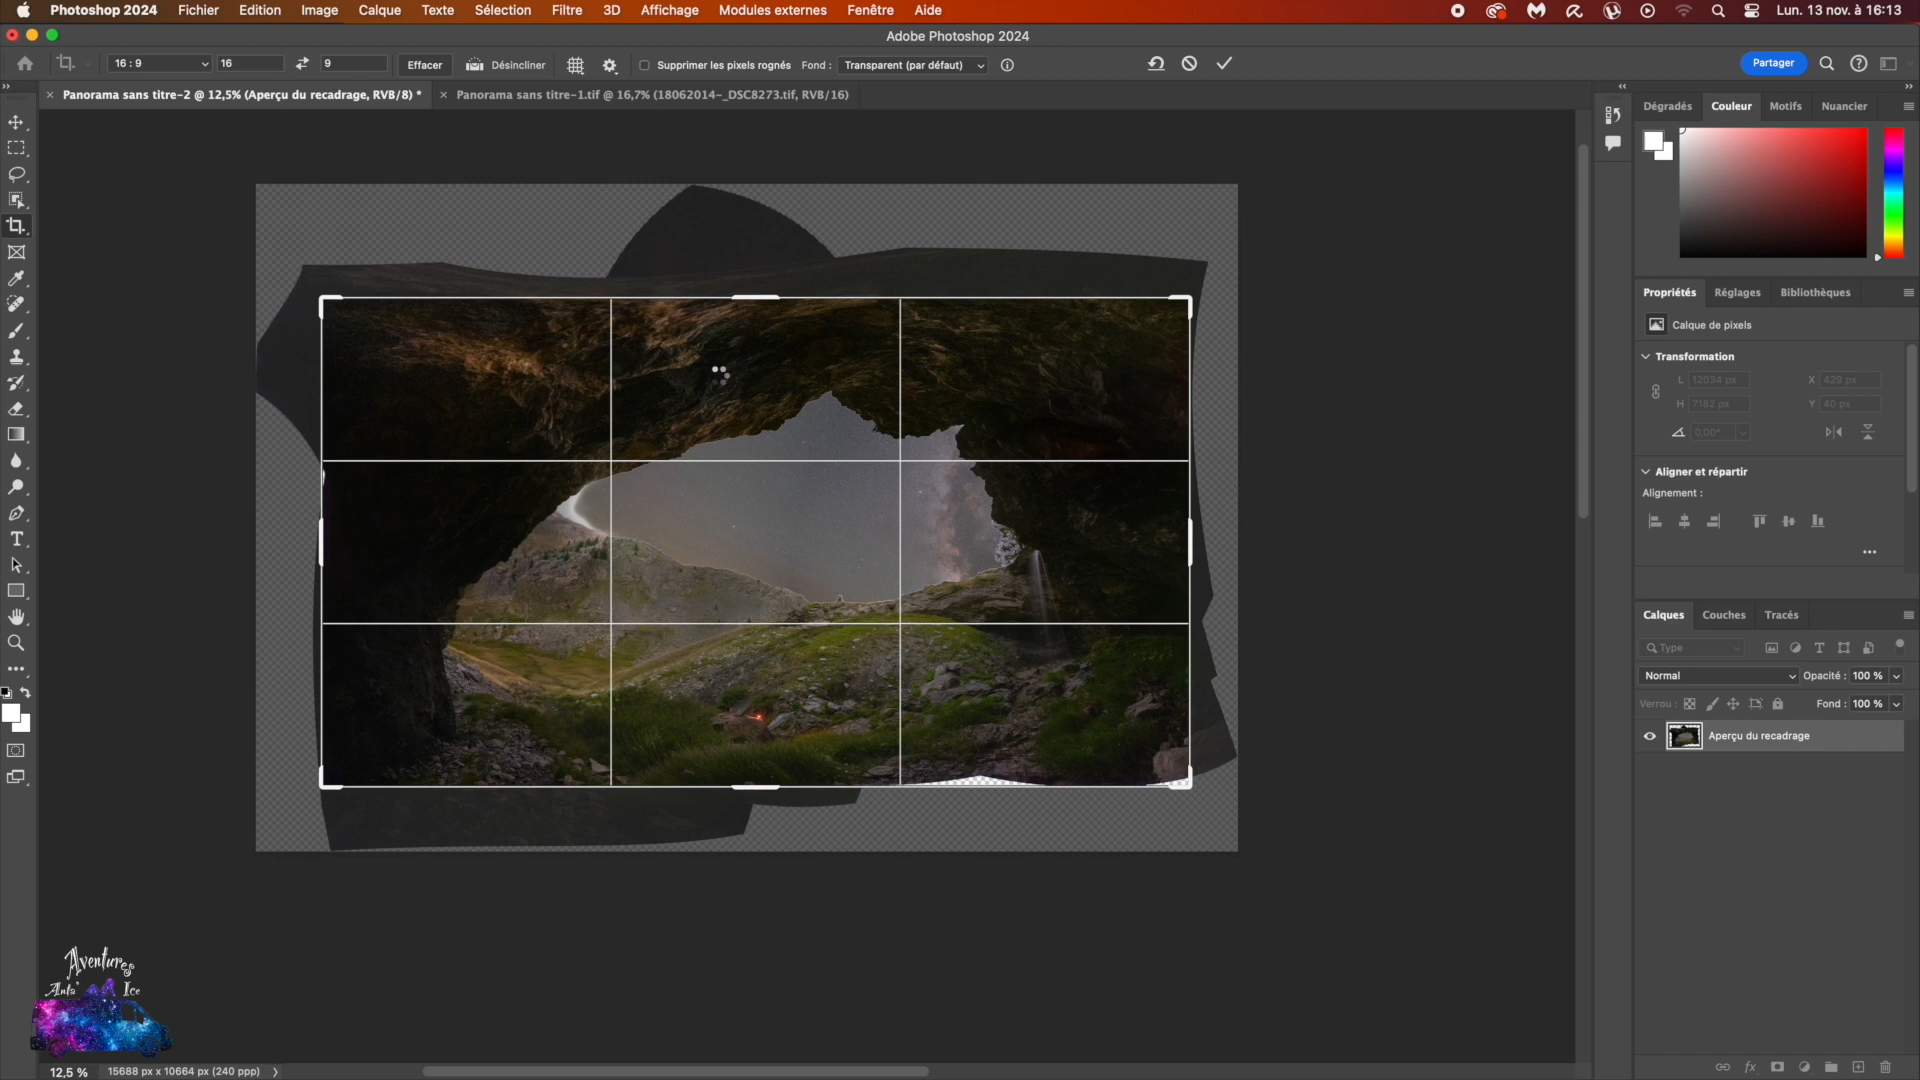 Photoshop 2024 Fichier Edition Image Calque Texte Sélection Filtre 3D Affichage Modules externes Fenêtre Aide Lun. 13 nov. à 16:13
Adobe Photoshop 2024
16 : 9 16 9 Effacer Désincliner Supprimer les pixels rognés Fond : Transparent (par défaut) Partager
Panorama sans titre-2 @ 12,5% (Aperçu du recadrage, RVB/8) * Panorama sans titre-1.tif @ 16,7% (18062014-_DSC8273.tif, RVB/16)
Dégradés Couleur Motifs Nuancier
Propriétés Réglages Bibliothèques
Calque de pixels
Transformation
L 12034 px X 429 px
H 7182 px Y 40 px
0,00°
Aligner et répartir
Alignement :
Calques Couches Tracés
Type
Normal Opacité : 100 %
Verrou : Fond : 100 %
Aperçu du recadrage
Aventures
Anta' Ice
12,5 % 15688 px x 10664 px (240 ppp)